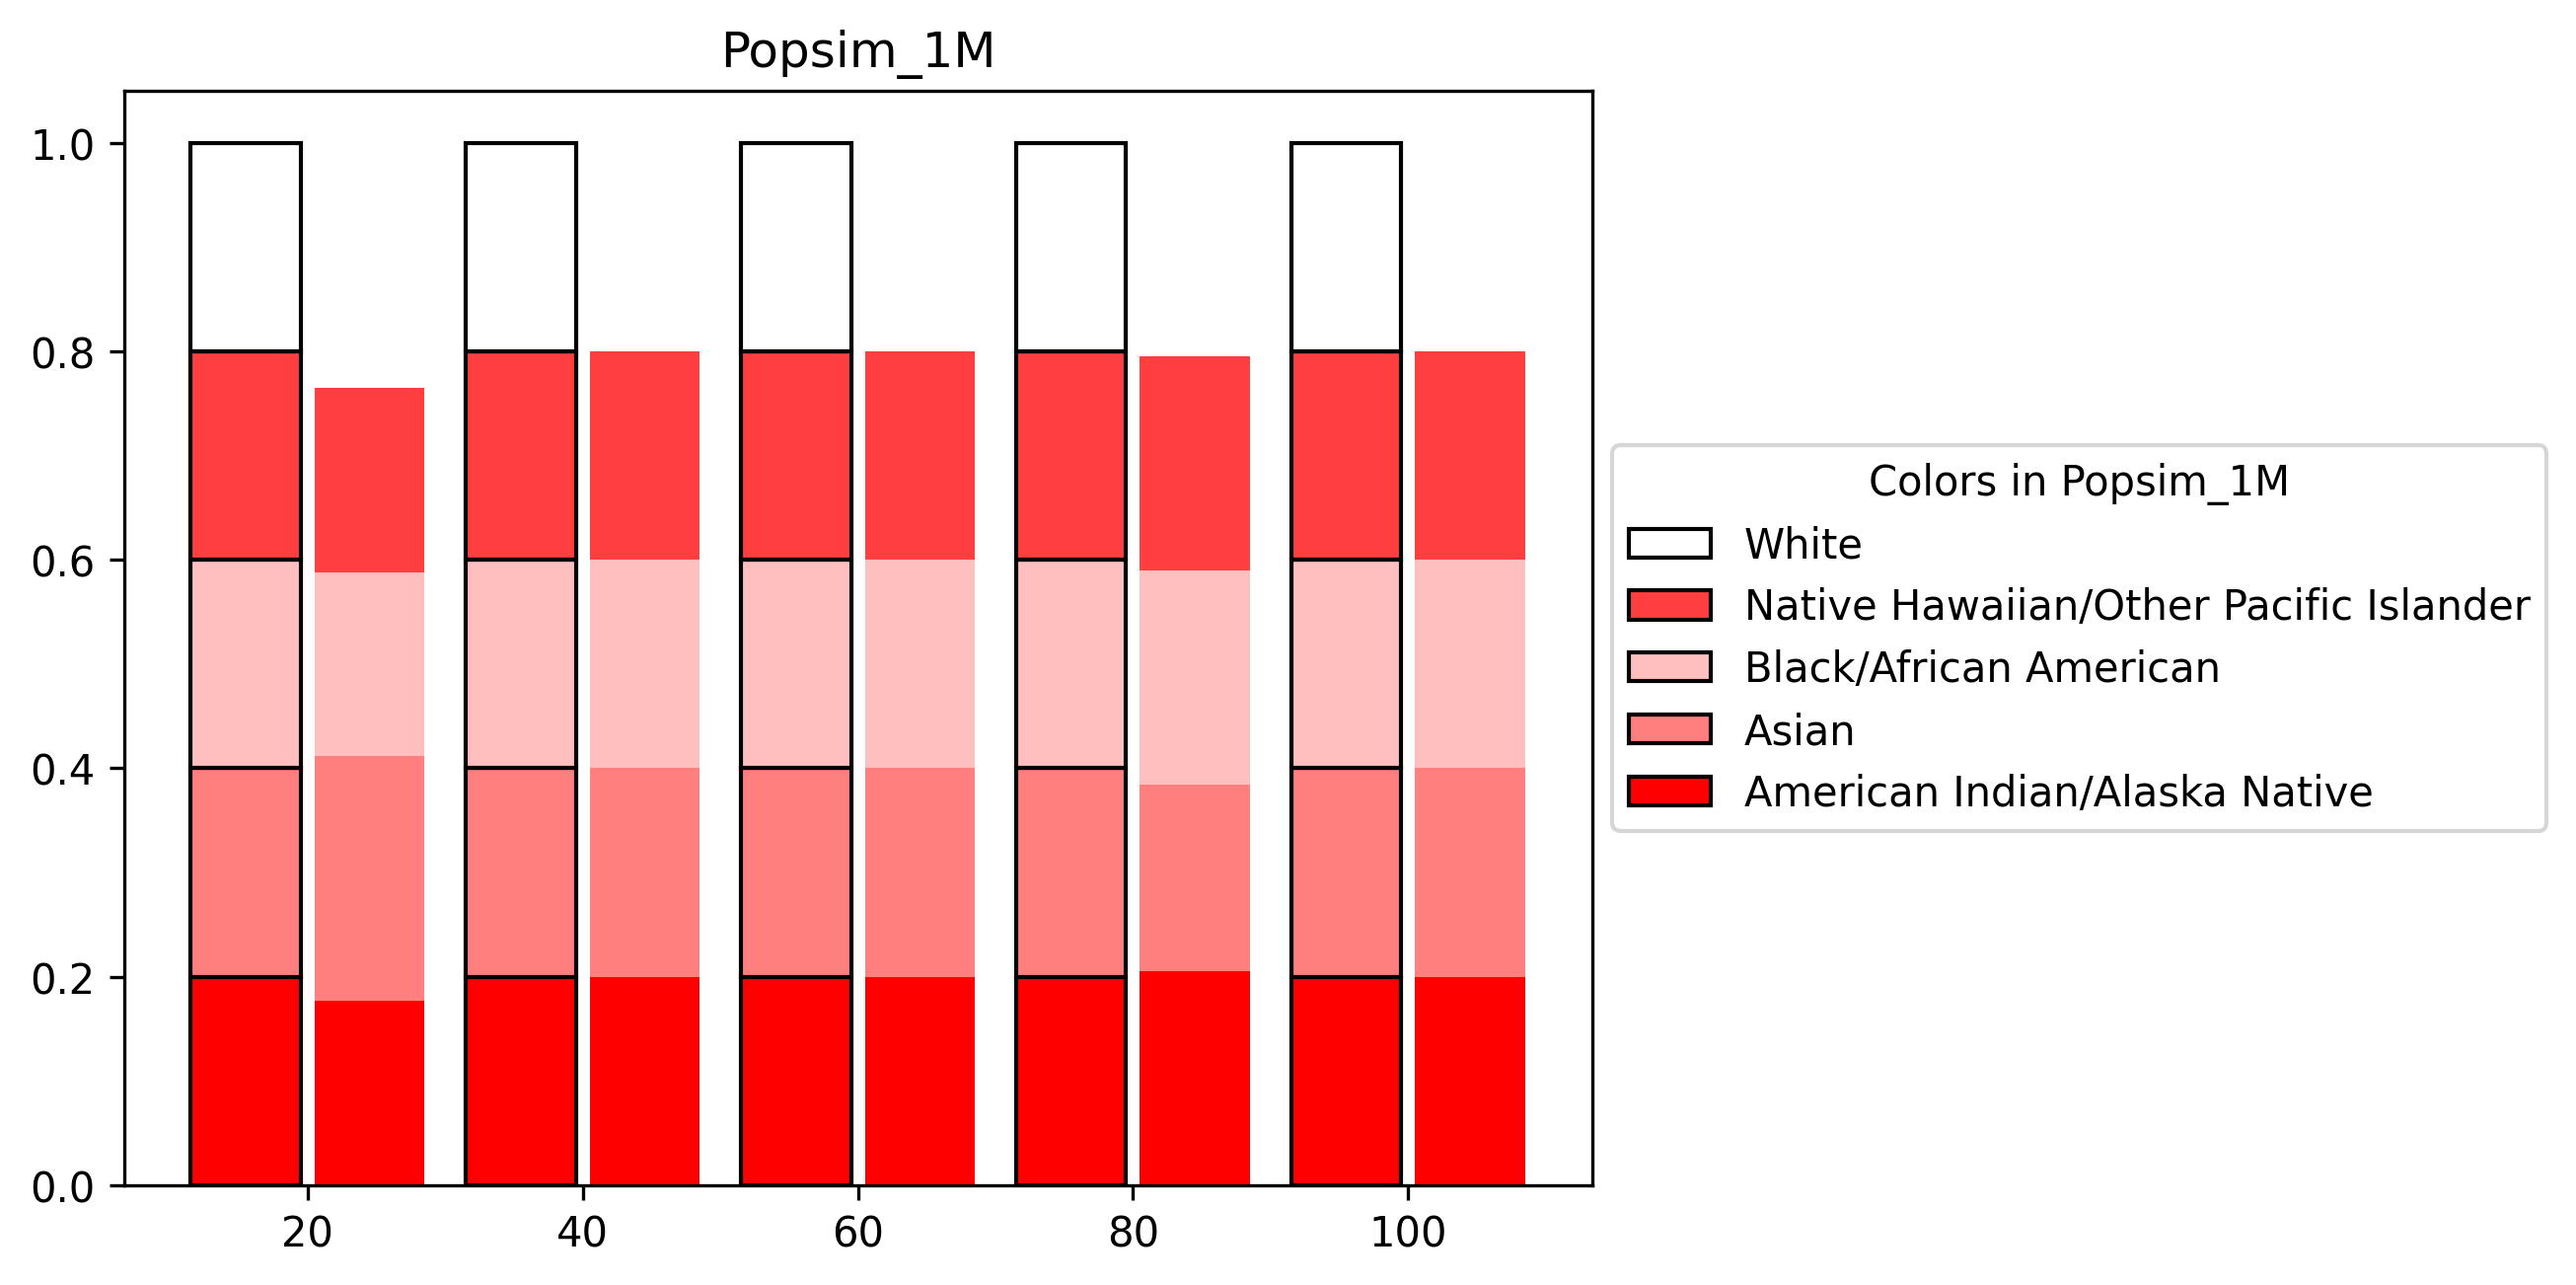 Popsim_1M
1.0
0.8
0.6
0.4
0.2
0.0
20 40 60 80 100
Colors in Popsim_1M
White
Native Hawaiian/Other Pacific Islander
Black/African American
Asian
American Indian/Alaska Native